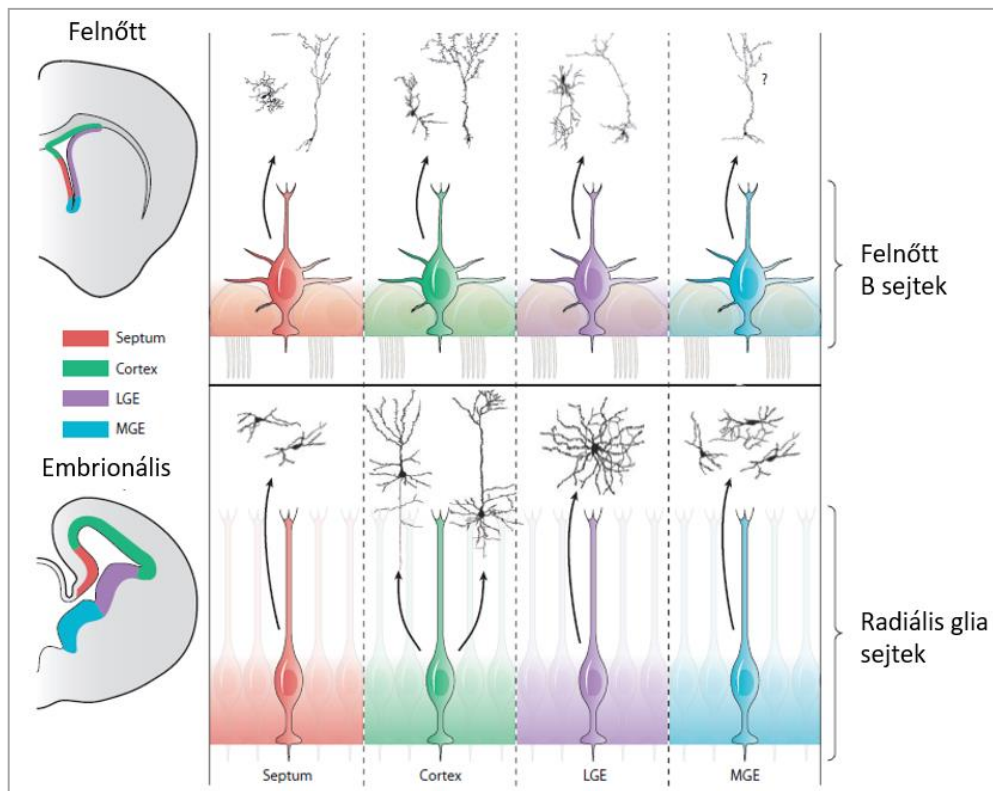 Felnőtt
?
Felnőtt
B sejtek
Septum
Cortex
LGE
MGE
Embrionális
Radiális glia
sejtek
Septum
Cortex
LGE
MGE